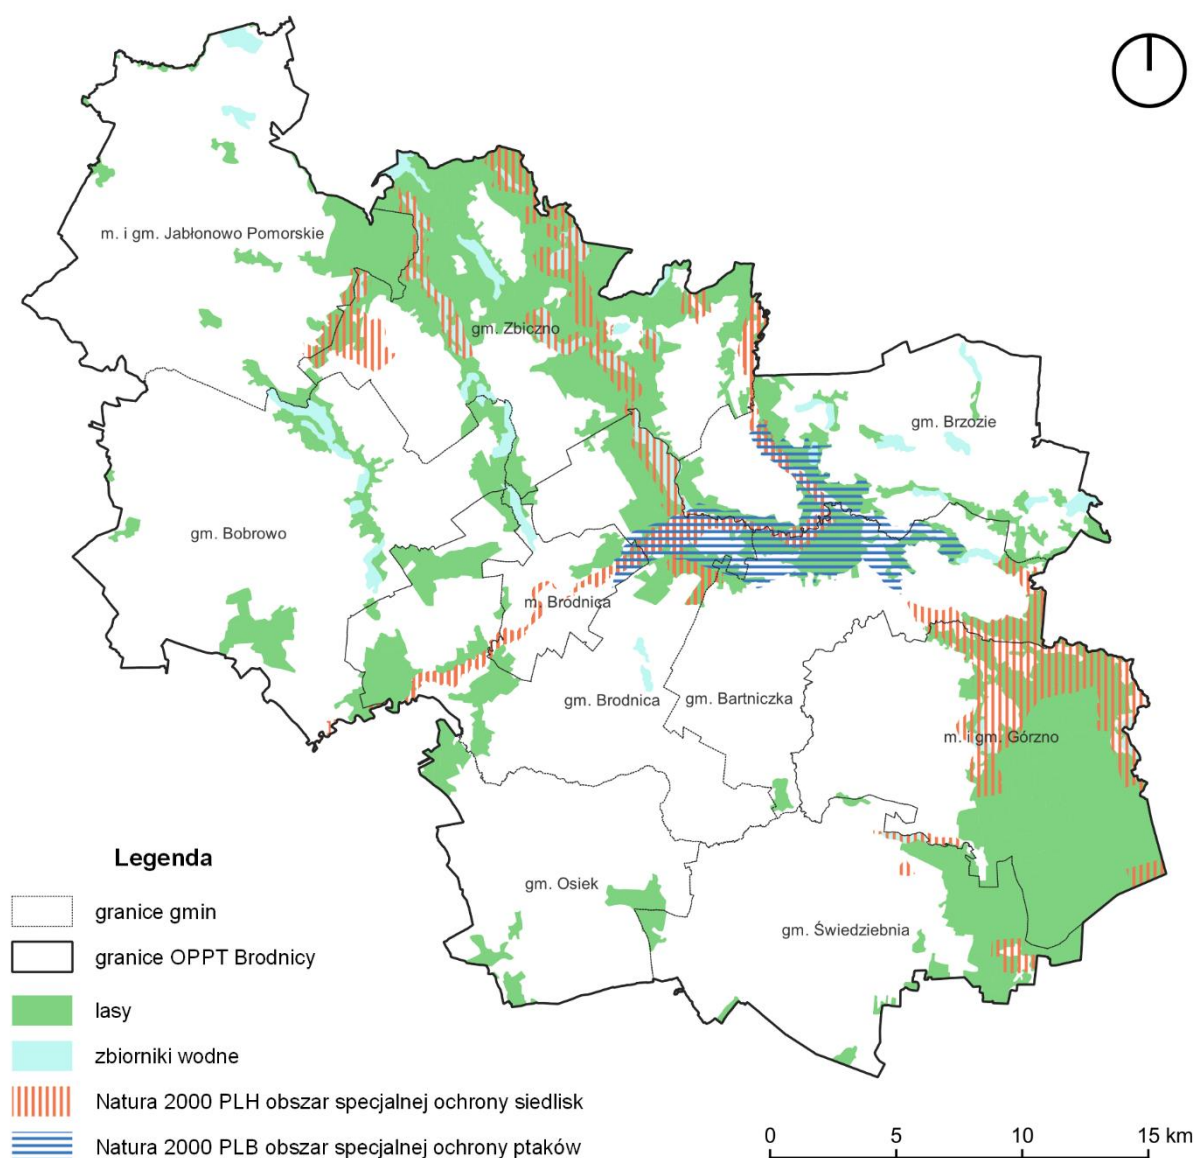 m. i gm. Jabłonowo Pomorskie
gm. Zbiczno
gm. Brzozie
gm. Bobrowo
m. Brodnica
gm. Brodnica
gm. Bartniczka
m. i gm. Górzno
gm. Osiek
gm. Świedziebnia
Legenda
granice gmin
granice OPPT Brodnicy
lasy
zbiorniki wodne
Natura 2000 PLH obszar specjalnej ochrony siedlisk
Natura 2000 PLB obszar specjalnej ochrony ptaków
0 5 10 15 km